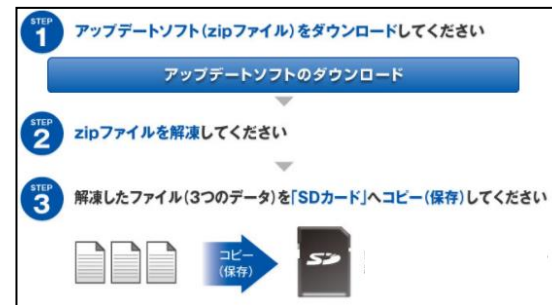 STEP
1
アップデートソフト(zipファイル)をダウンロードしてください
アップデートソフトのダウンロード
STEP
2
zipファイルを解凍してください
STEP
3
解凍したファイル(3つのデータ)を「SDカード」へコピー(保存)してください
コピー
(保存)
SD